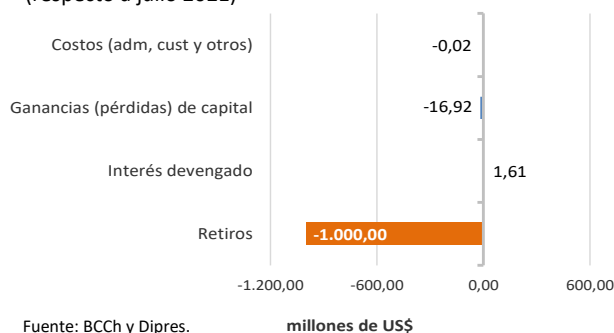 (respecto a julio 2021)
Costos (adm, cust y otros)
-0,02
Ganancias (pérdidas) de capital
-16,92
Interés devengado
1,61
Retiros
-1.000,00
-1.200,00 -600,00 0,00 600,00
Fuente: BCCh y Dipres. millones de US$